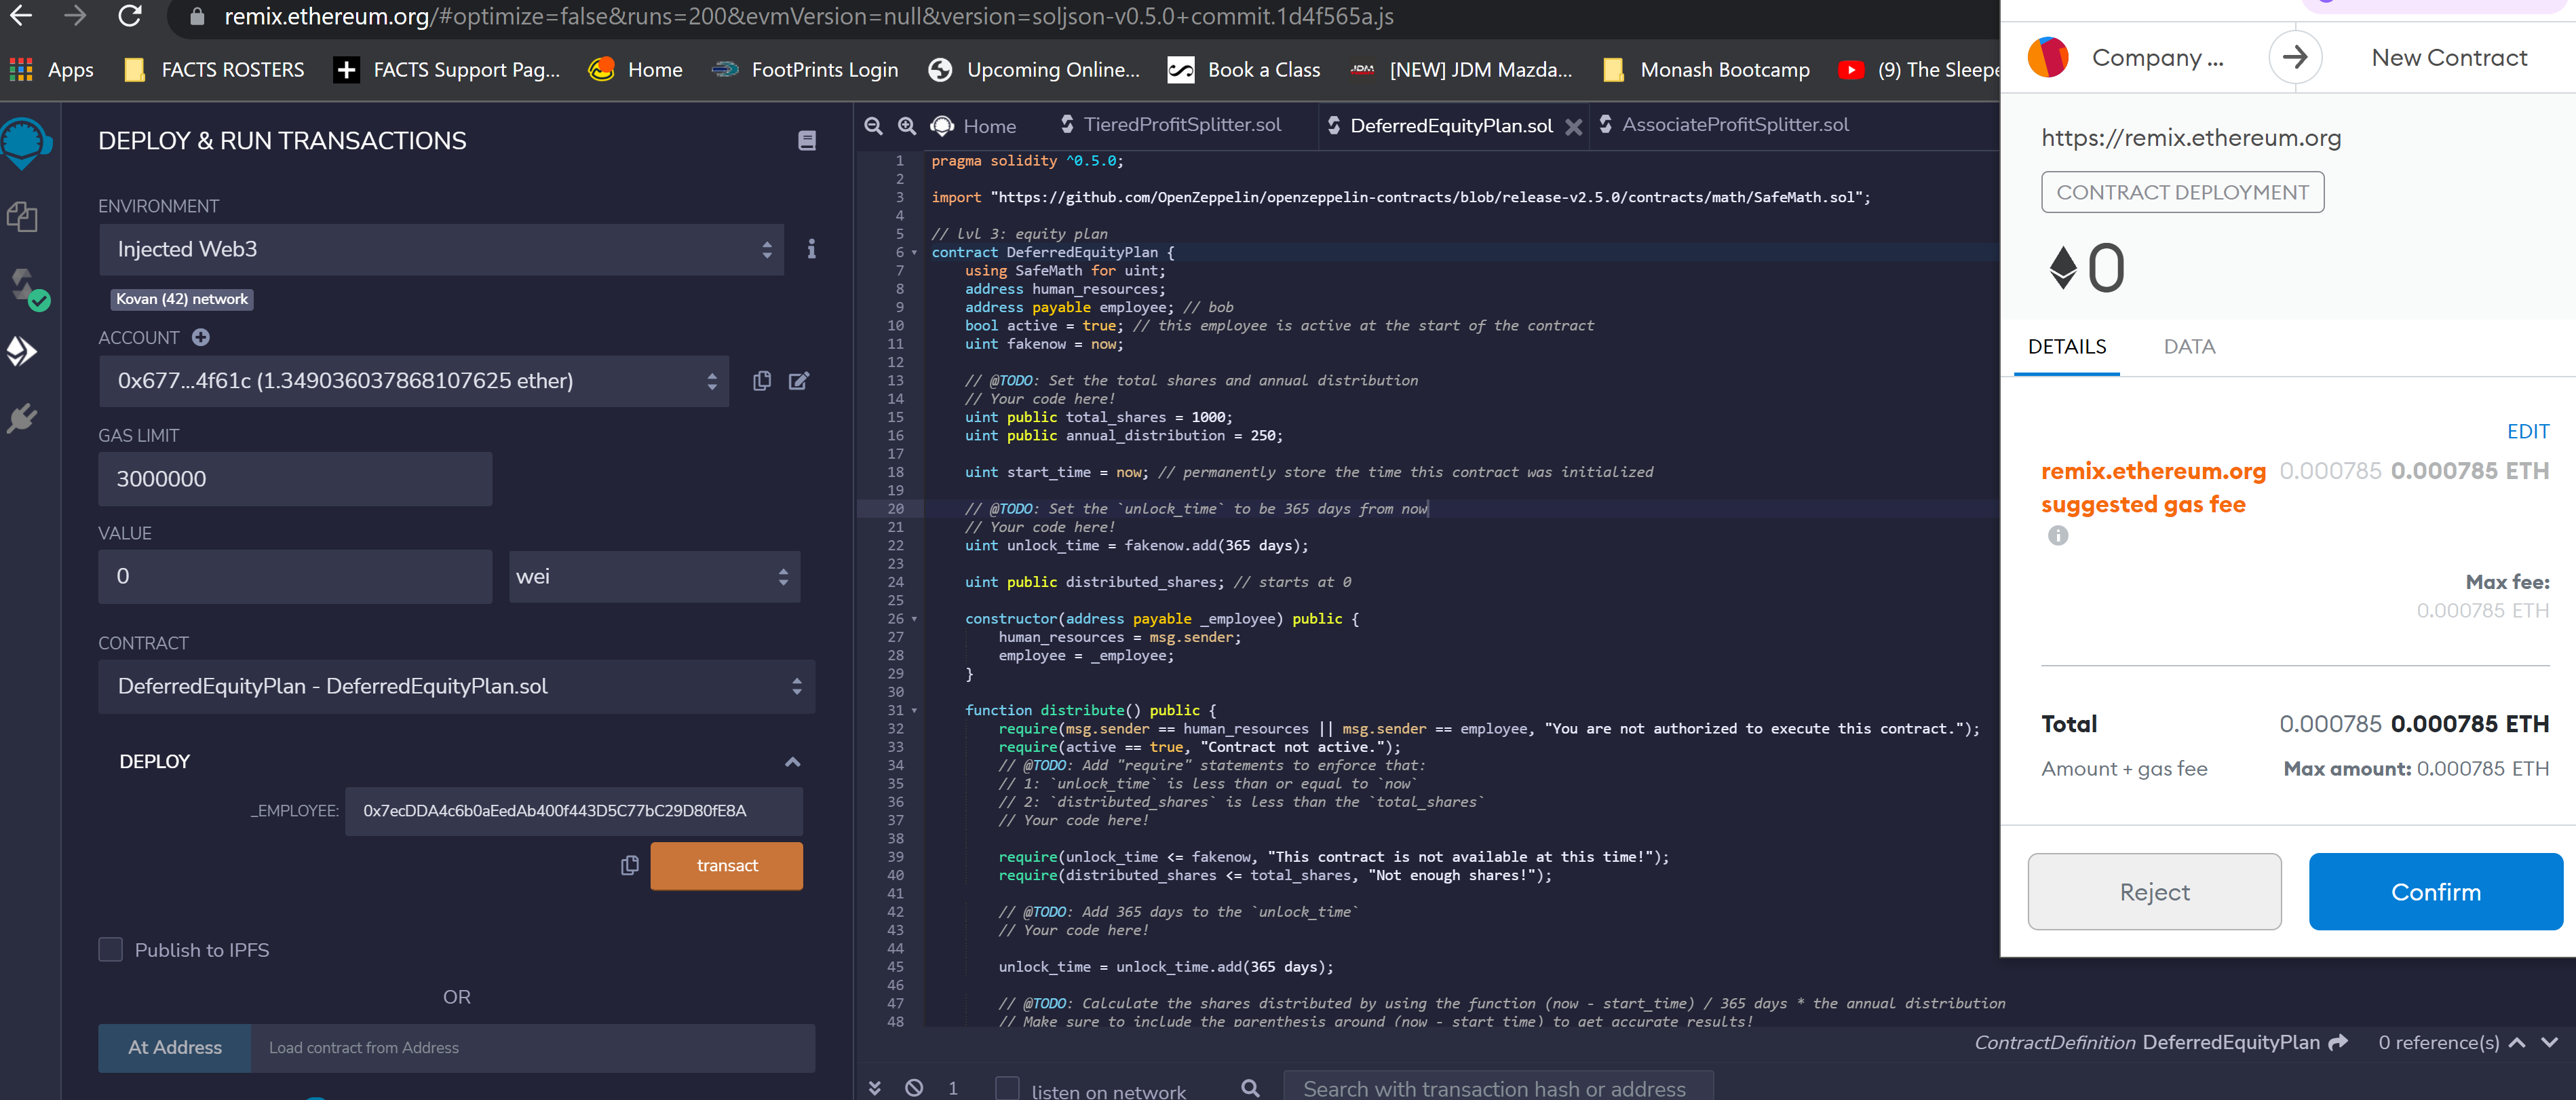 remix.ethereum.org/#optimize=false&runs=200&evmVersion=null&version=soljson-v0.5.0+commit.1d4f565a.js
Apps FACTS ROSTERS FACTS Support Pag... Home FootPrints Login Upcoming Online... Book a Class JDM [NEW] JDM Mazda... Monash Bootcamp (9) The Sleepe
DEPLOY & RUN TRANSACTIONS
ENVIRONMENT
Injected Web3
Kovan (42) network
ACCOUNT
0x677...4f61c (1.349036037868107625 ether)
GAS LIMIT
3000000
VALUE
0
wei
CONTRACT
DeferredEquityPlan - DeferredEquityPlan.sol
DEPLOY
_EMPLOYEE: 0x7ecDDA4c6b0aEedAb400f443D5C77bC29D80fE8A
transact
Publish to IPFS
OR
At Address Load contract from Address
Home TieredProfitSplitter.sol DeferredEquityPlan.sol AssociateProfitSplitter.sol
1 pragma solidity ^0.5.0;
2
3 import "https://github.com/OpenZeppelin/openzeppelin-contracts/blob/release-v2.5.0/contracts/math/SafeMath.sol";
4
5 // lvl 3: equity plan
6 contract DeferredEquityPlan {
7 using SafeMath for uint;
8 address human_resources;
9 address payable employee; // bob
10 bool active = true; // this employee is active at the start of the contract
11 uint fakenow = now;
12
13 // @TODO: Set the total shares and annual distribution
14 // Your code here!
15 uint public total_shares = 1000;
16 uint public annual_distribution = 250;
17
18 uint start_time = now; // permanently store the time this contract was initialized
19
20 // @TODO: Set the `unlock_time` to be 365 days from now
21 // Your code here!
22 uint unlock_time = fakenow.add(365 days);
23
24 uint public distributed_shares; // starts at 0
25
26 constructor(address payable _employee) public {
27 human_resources = msg.sender;
28 employee = _employee;
29 }
30
31 function distribute() public {
32 require(msg.sender == human_resources || msg.sender == employee, "You are not authorized to execute this contract.");
33 require(active == true, "Contract not active.");
34 // @TODO: Add "require" statements to enforce that:
35 // 1: `unlock_time` is less than or equal to `now`
36 // 2: `distributed_shares` is less than the `total_shares`
37 // Your code here!
38
39 require(unlock_time <= fakenow, "This contract is not available at this time!");
40 require(distributed_shares <= total_shares, "Not enough shares!");
41
42 // @TODO: Add 365 days to the `unlock_time`
43 // Your code here!
44
45 unlock_time = unlock_time.add(365 days);
46
47 // @TODO: Calculate the shares distributed by using the function (now - start_time) / 365 days * the annual distribution
48 // Make sure to include the parenthesis around (now - start_time) to get accurate results!
ContractDefinition DeferredEquityPlan 0 reference(s)
1 listen on network Search with transaction hash or address
Company ... New Contract
https://remix.ethereum.org
CONTRACT DEPLOYMENT
0
DETAILS DATA
EDIT
remix.ethereum.org 0.000785 0.000785 ETH
suggested gas fee
Max fee:
0.000785 ETH
Total 0.000785 0.000785 ETH
Amount + gas fee Max amount: 0.000785 ETH
Reject Confirm